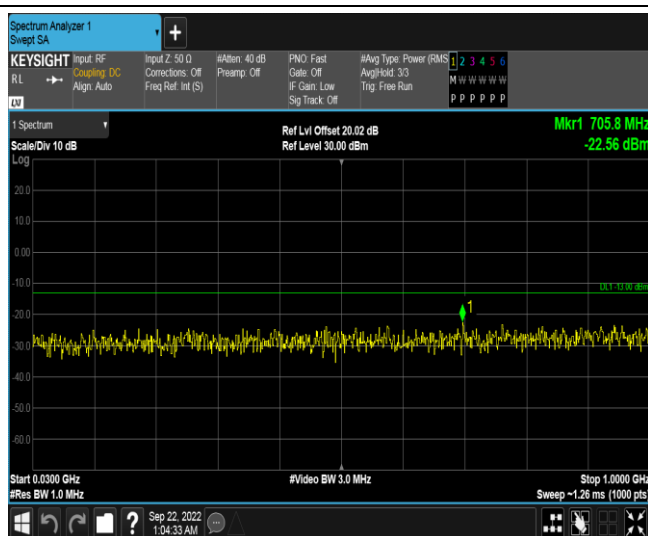 Spectrum Analyzer 1
Swept SA
+
KEYSIGHT Input: RF Input Z: 50 Ω #Atten: 40 dB PNO: Fast #Avg Type: Power (RMS 1 2 3 4 5 6
RL Coupling: DC Corrections: Off Preamp: Off Gate: Off Avg|Hold: 3/3 M W W W W W
Align: Auto Freq Ref: Int (S) IF Gain: Low Trig: Free Run
Sig Track: Off P P P P P P
LXI
1 Spectrum Ref Lvl Offset 20.02 dB Mkr1 705.8 MHz
Scale/Div 10 dB Ref Level 30.00 dBm -22.56 dBm
Log
20.0
10.0
0.00
-10.0 DL1 -13.00 dBm
1
-20.0
-30.0
-40.0
-50.0
-60.0
Start 0.0300 GHz #Video BW 3.0 MHz Stop 1.0000 GHz
#Res BW 1.0 MHz Sweep ~1.26 ms (1000 pts)
? Sep 22, 2022
1:04:33 AM